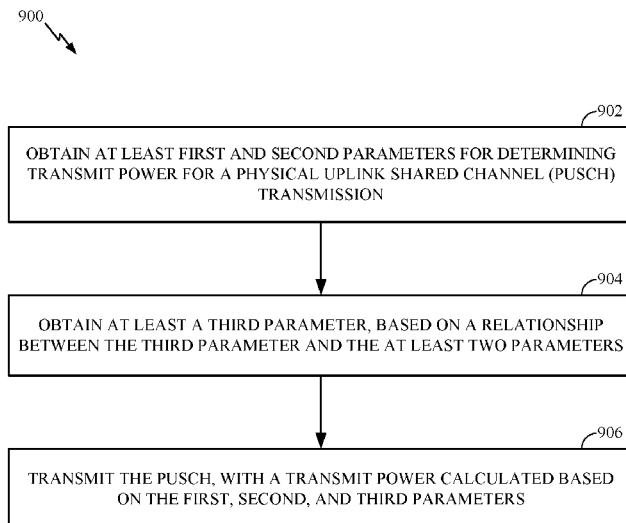 900
902
OBTAIN AT LEAST FIRST AND SECOND PARAMETERS FOR DETERMINING
TRANSMIT POWER FOR A PHYSICAL UPLINK SHARED CHANNEL (PUSCH)
TRANSMISSION
904
OBTAIN AT LEAST A THIRD PARAMETER, BASED ON A RELATIONSHIP
BETWEEN THE THIRD PARAMETER AND THE AT LEAST TWO PARAMETERS
906
TRANSMIT THE PUSCH, WITH A TRANSMIT POWER CALCULATED BASED
ON THE FIRST, SECOND, AND THIRD PARAMETERS